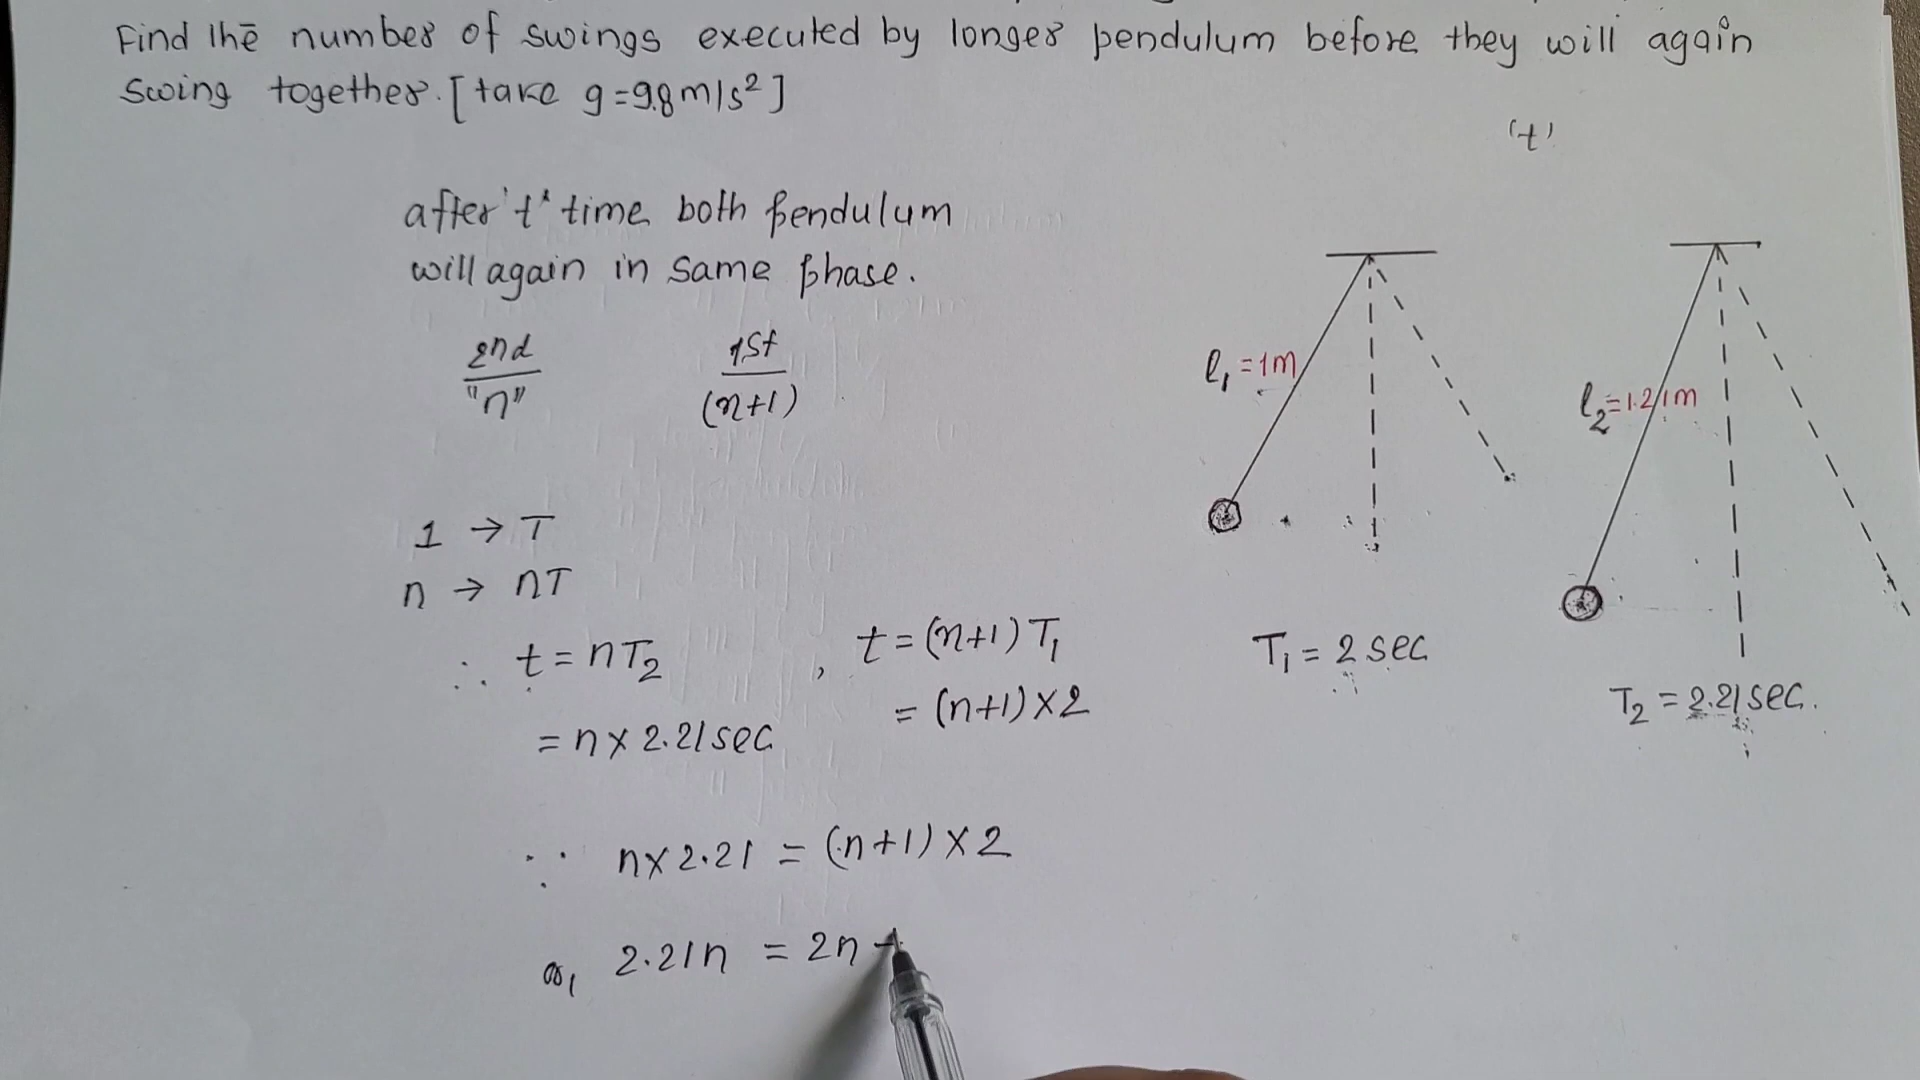 Find the number of swings executed by longer pendulum before they will again
Swing together. [take g=9.8m/s²]
't'
after 't' time both pendulum
will again in same phase.
2nd 1st
"n" (n+1)
l₁ =1m
l₂=1.21m
1 → T
n → nT
∴ t = nT₂ , t = (n+1) T₁
= n × 2.21 sec = (n+1) × 2
T₁ = 2 sec
T₂ = 2.21 sec.
∵ n × 2.21 = (n+1) × 2
or, 2.21n = 2n +